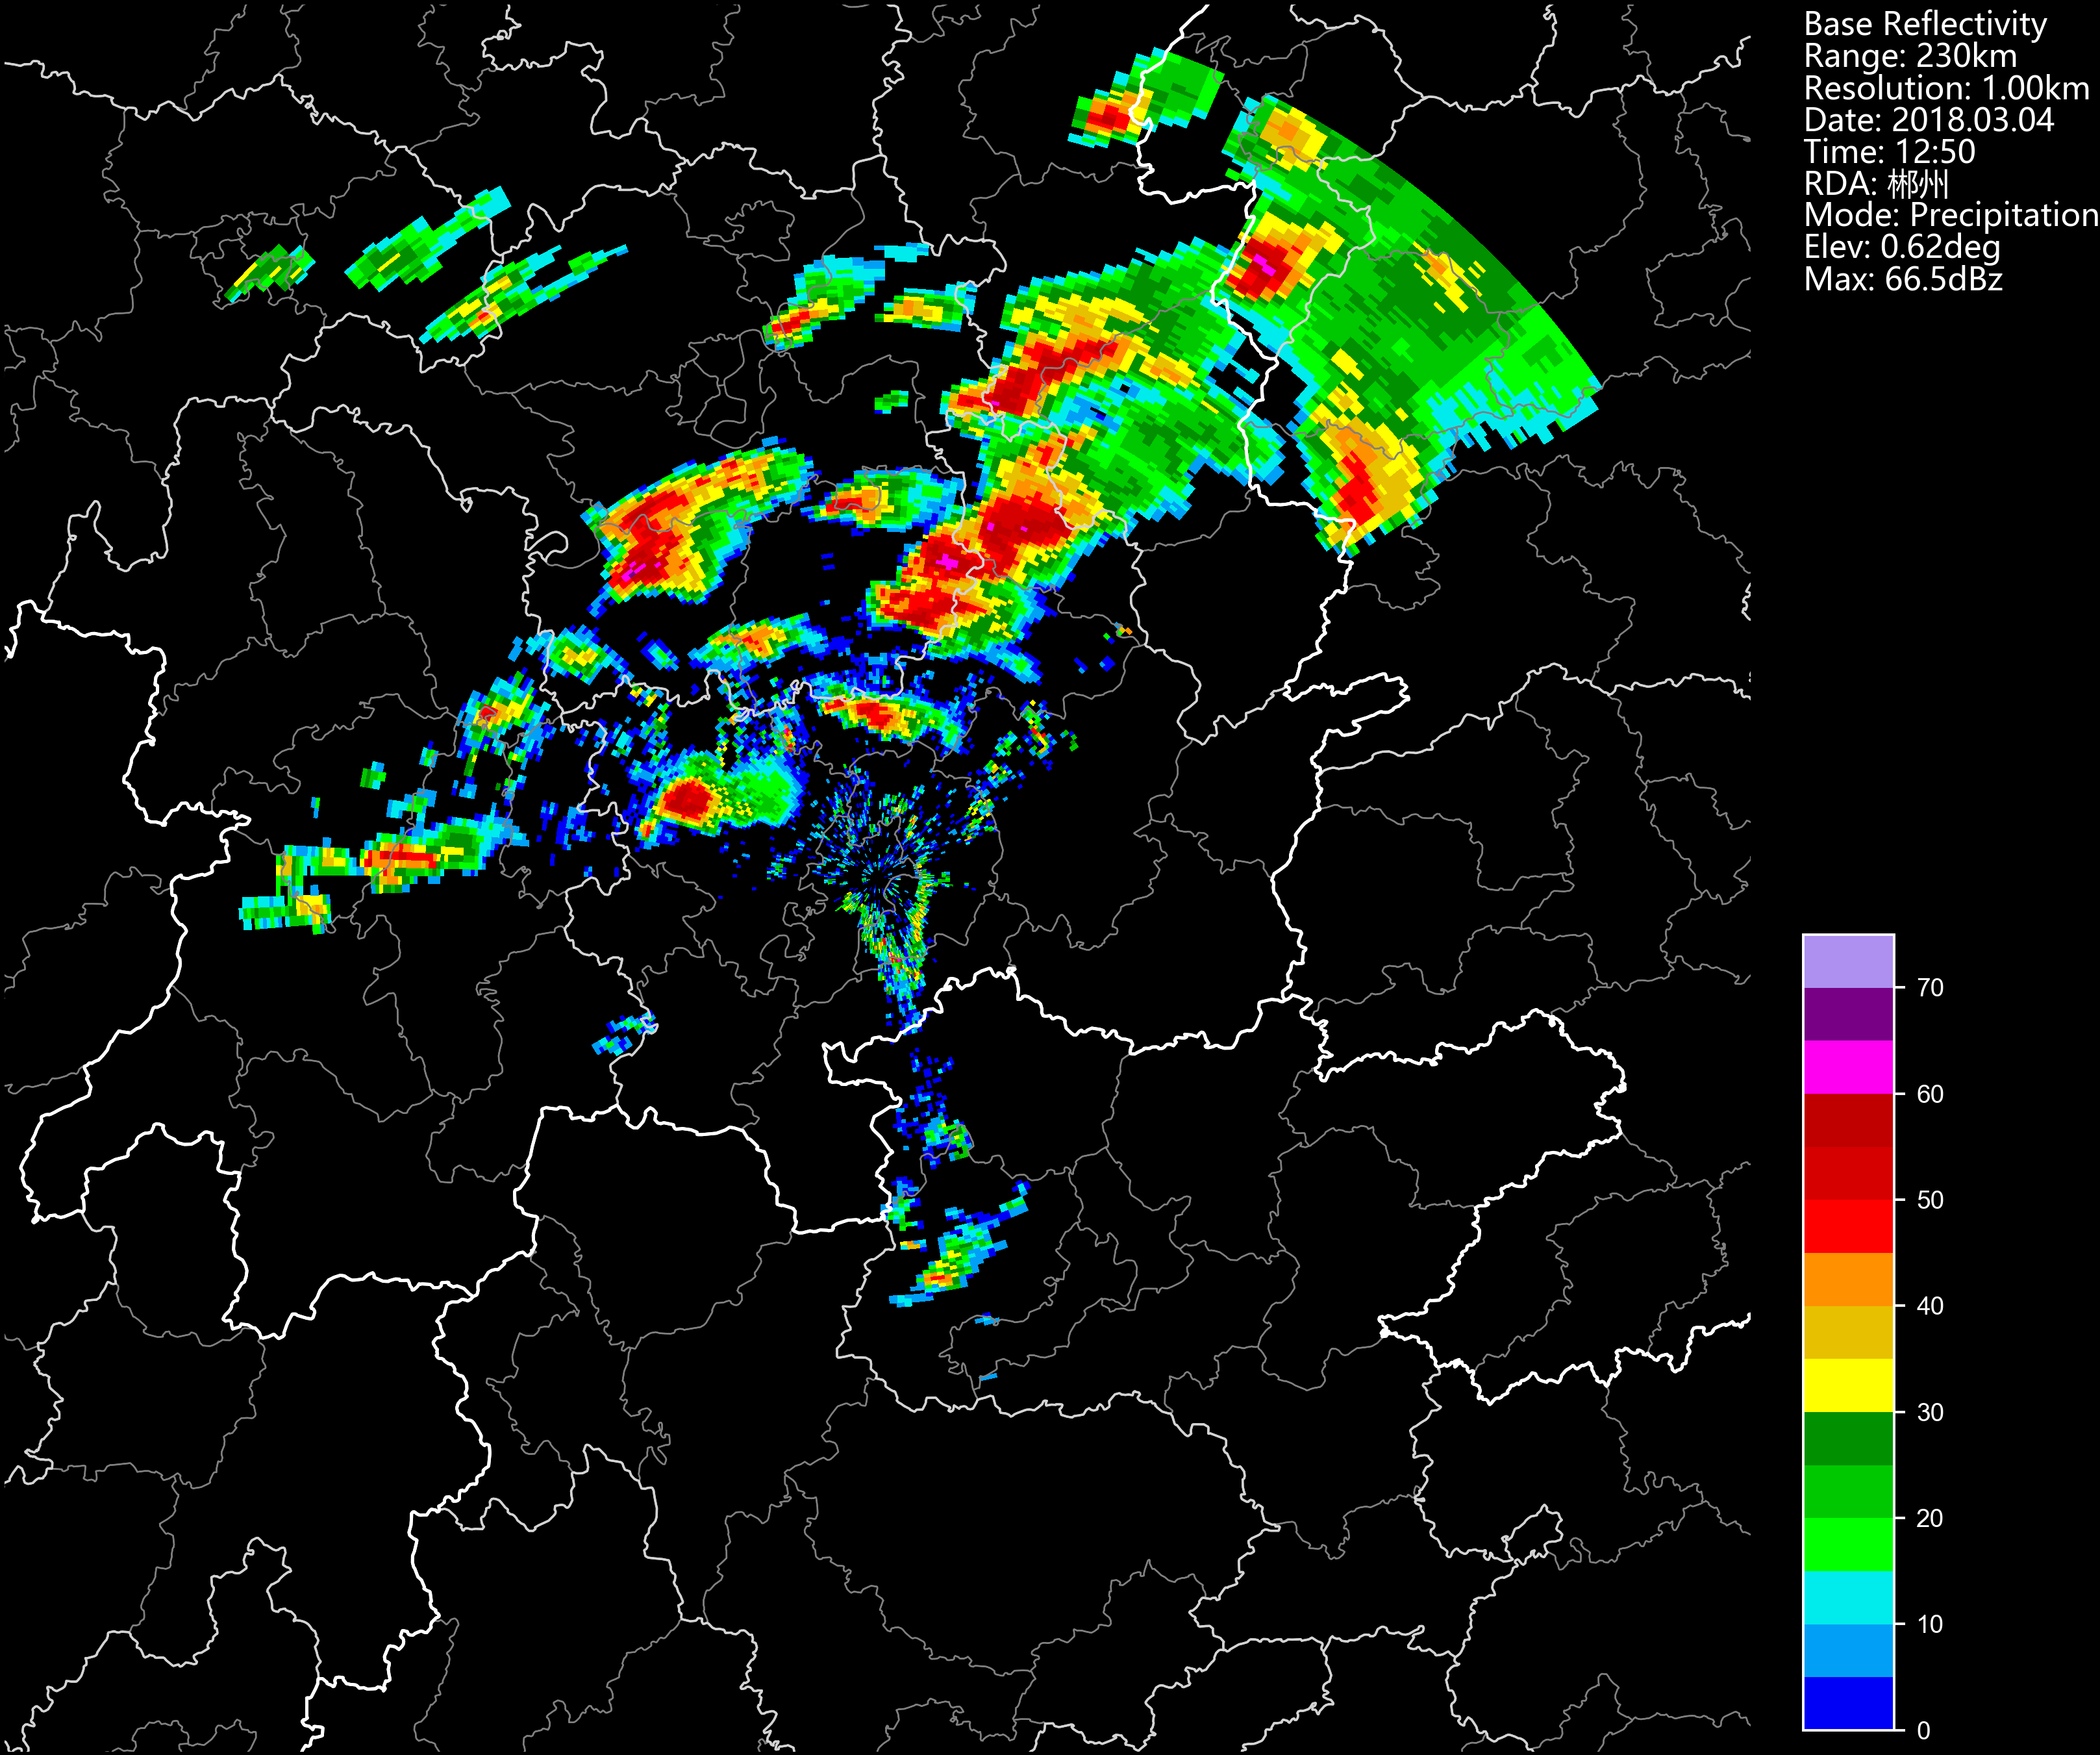 Base Reflectivity
Range: 230km
Resolution: 1.00km
Date: 2018.03.04
Time: 12:50
RDA: 郴州
Mode: Precipitation
Elev: 0.62deg
Max: 66.5dBz
70
60
50
40
30
20
10
0